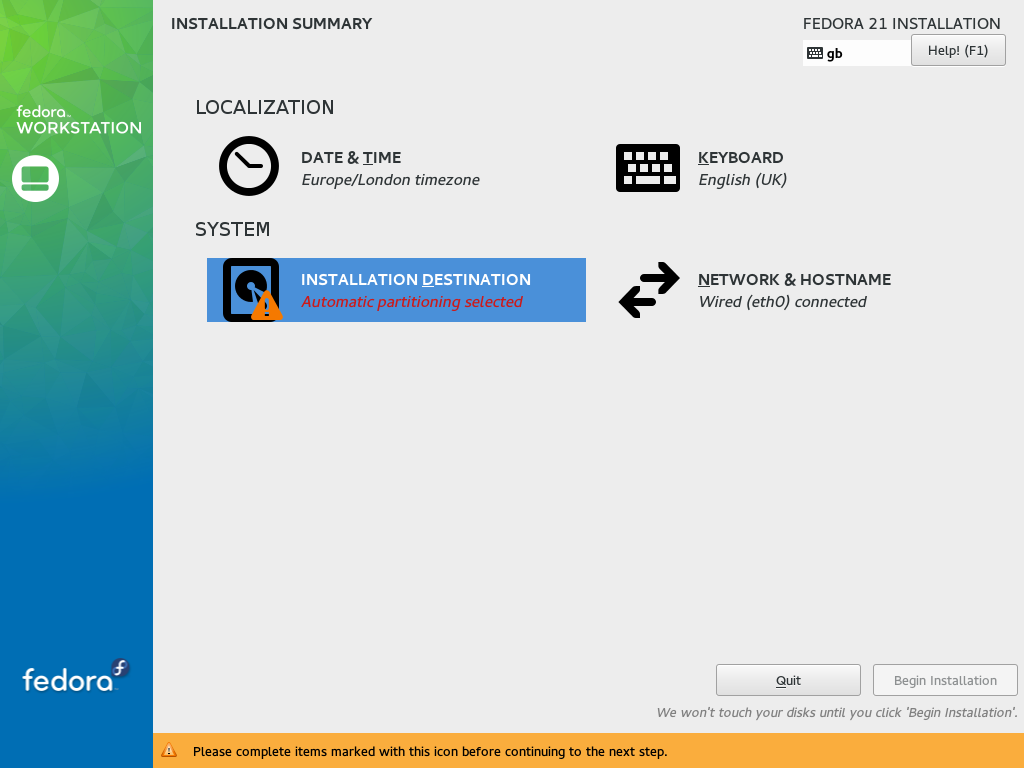 INSTALLATION SUMMARY
FEDORA 21 INSTALLATION
gb
Help! (F1)
fedora
WORKSTATION
LOCALIZATION
DATE & TIME
Europe/London timezone
KEYBOARD
English (UK)
SYSTEM
INSTALLATION DESTINATION
Automatic partitioning selected
NETWORK & HOSTNAME
Wired (eth0) connected
fedora
Quit
Begin Installation
We won't touch your disks until you click 'Begin Installation'.
Please complete items marked with this icon before continuing to the next step.